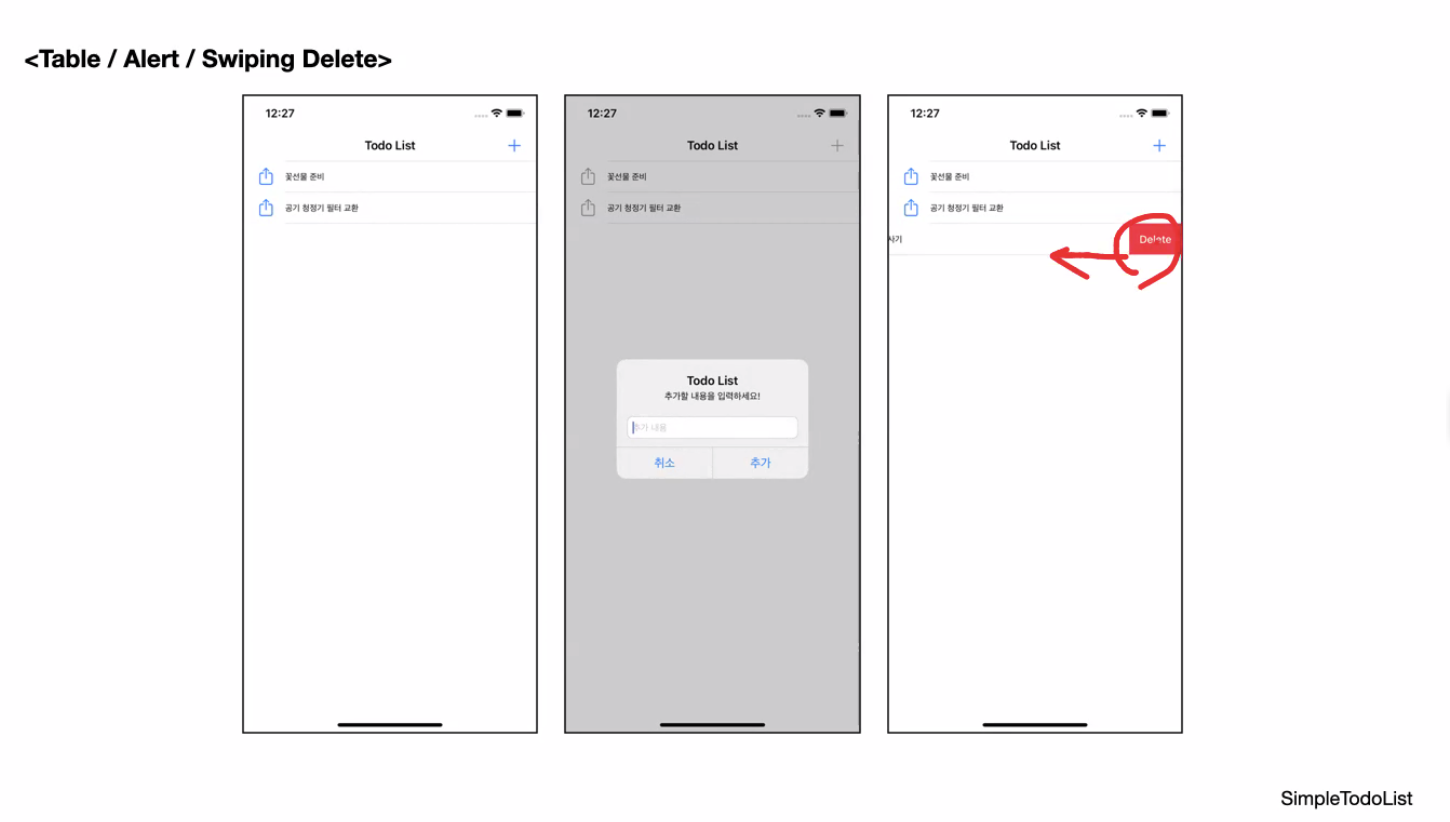 <Table / Alert / Swiping Delete>
12:27
Todo List
꽃선물 준비
공기 청정기 필터 교환
12:27
Todo List
꽃선물 준비
공기 청정기 필터 교환
Todo List
추가할 내용을 입력하세요!
추가 내용
취소 추가
12:27
Todo List
꽃선물 준비
공기 청정기 필터 교환
사기 Delete
SimpleTodoList